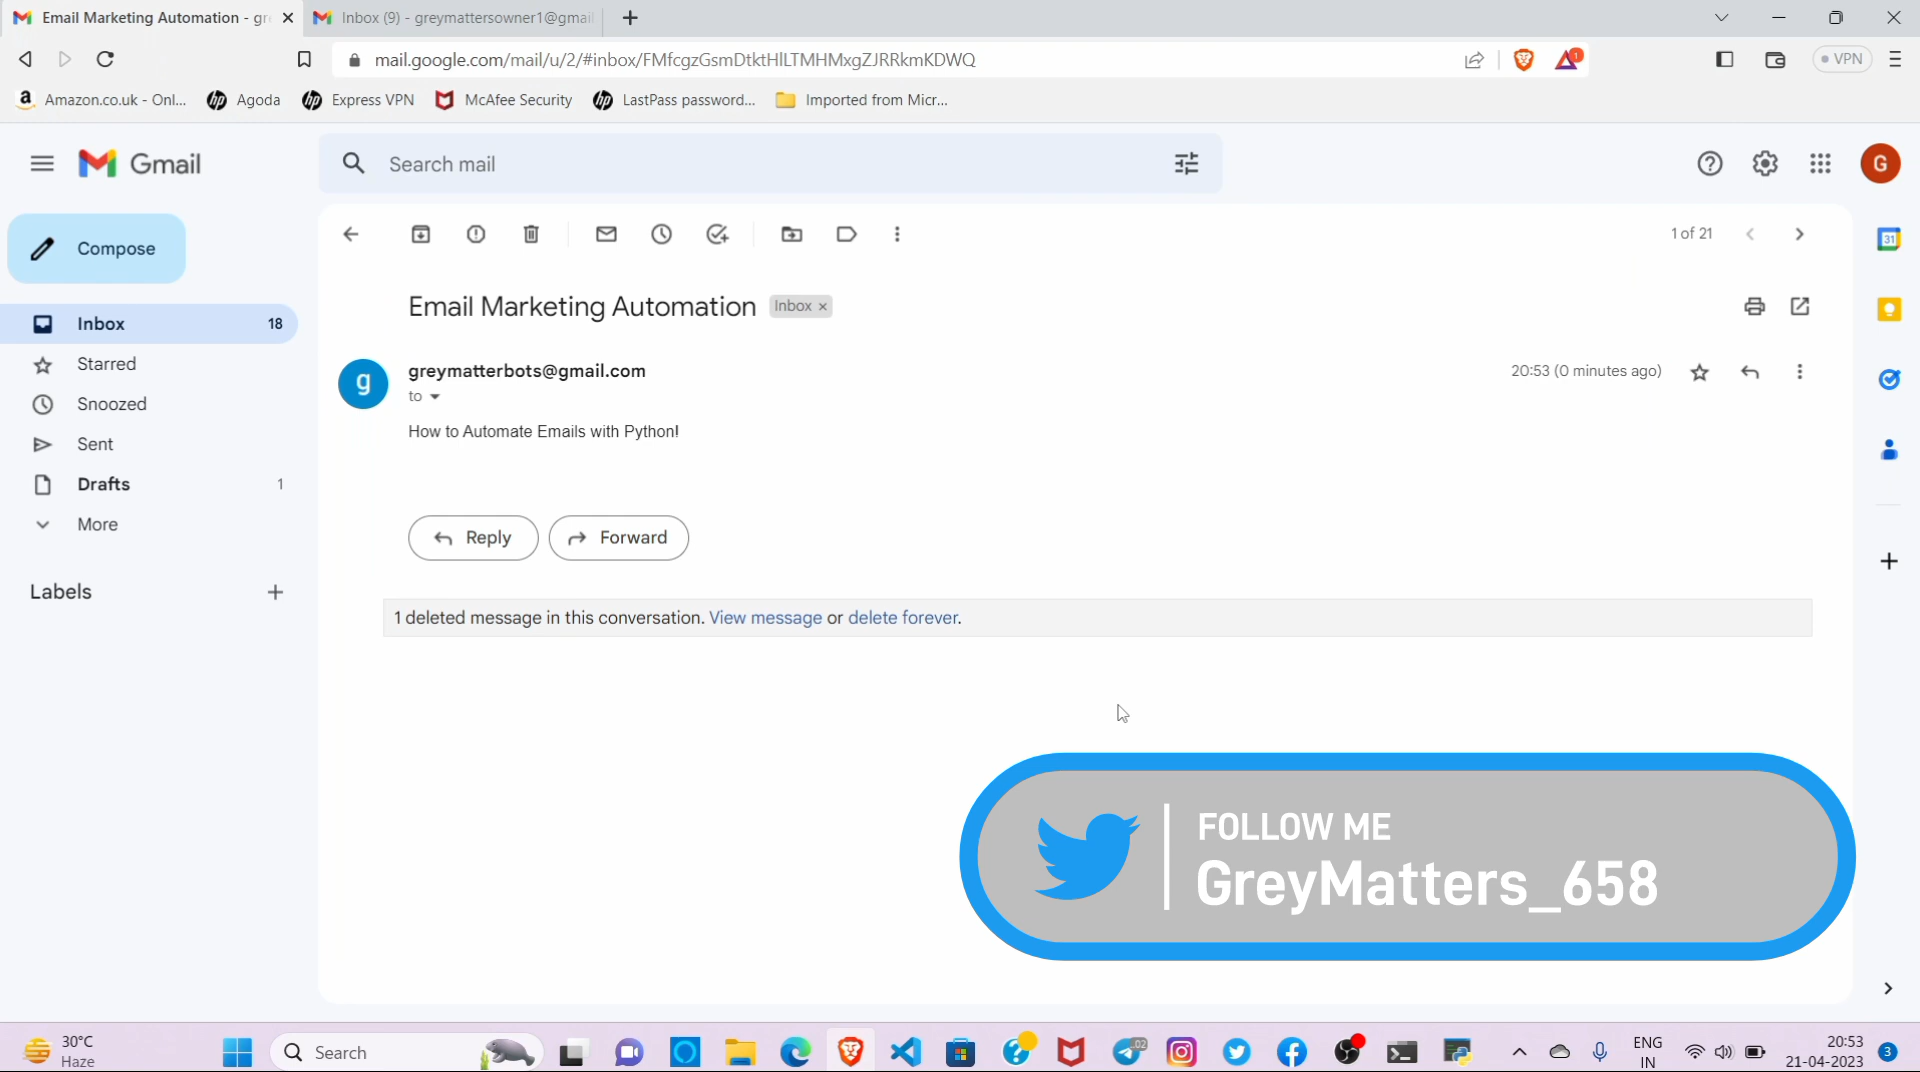 Email Marketing Automation - gr
Inbox (9) - greymattersowner1@gmai
mail.google.com/mail/u/2/#inbox/FMfcgzGsmDtktHlLTMHMxgZJRRkmKDWQ
1
VPN
Amazon.co.uk - Onl...
Agoda
Express VPN
McAfee Security
LastPass password...
Imported from Micr...
Gmail
Search mail
G
Compose
1 of 21
31
Email Marketing Automation
Inbox ×
Inbox 18
Starred
Snoozed
Sent
Drafts 1
More
Labels
g
greymatterbots@gmail.com
20:53 (0 minutes ago)
to
How to Automate Emails with Python!
Reply
Forward
1 deleted message in this conversation. View message or delete forever.
FOLLOW ME
GreyMatters_658
30°C
Haze
Search
.02
ENG
IN
20:53
21-04-2023
3